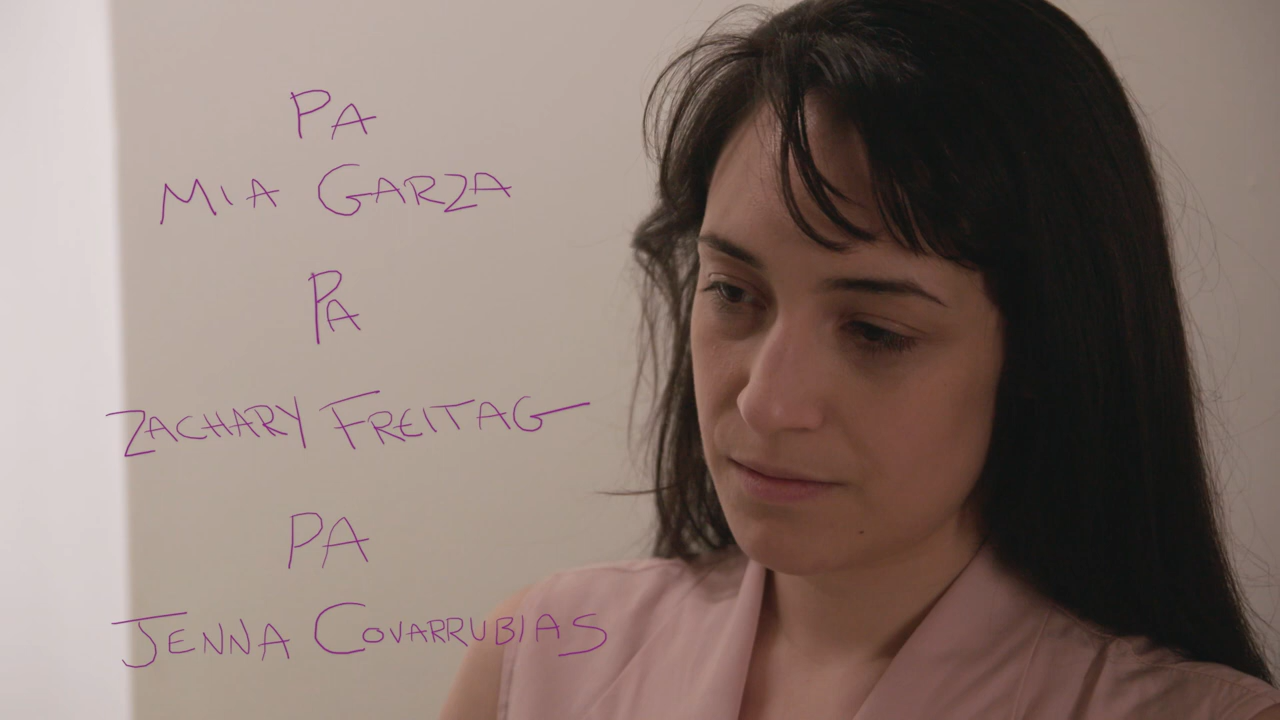 PA
MIA GARZA
PA
ZACHARY FREITAG
PA
JENNA COVARRUBIAS